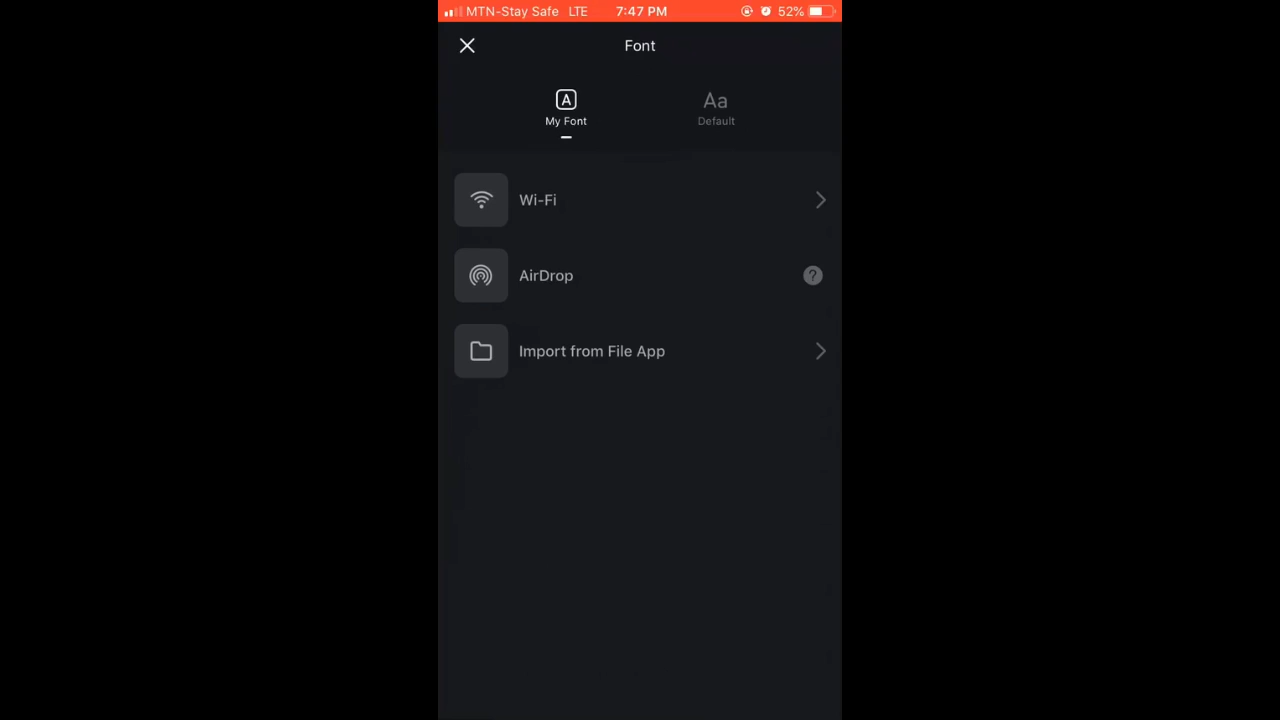 MTN-Stay Safe LTE 7:47 PM 52%
Font
A Aa
My Font Default
Wi-Fi
AirDrop ?
Import from File App